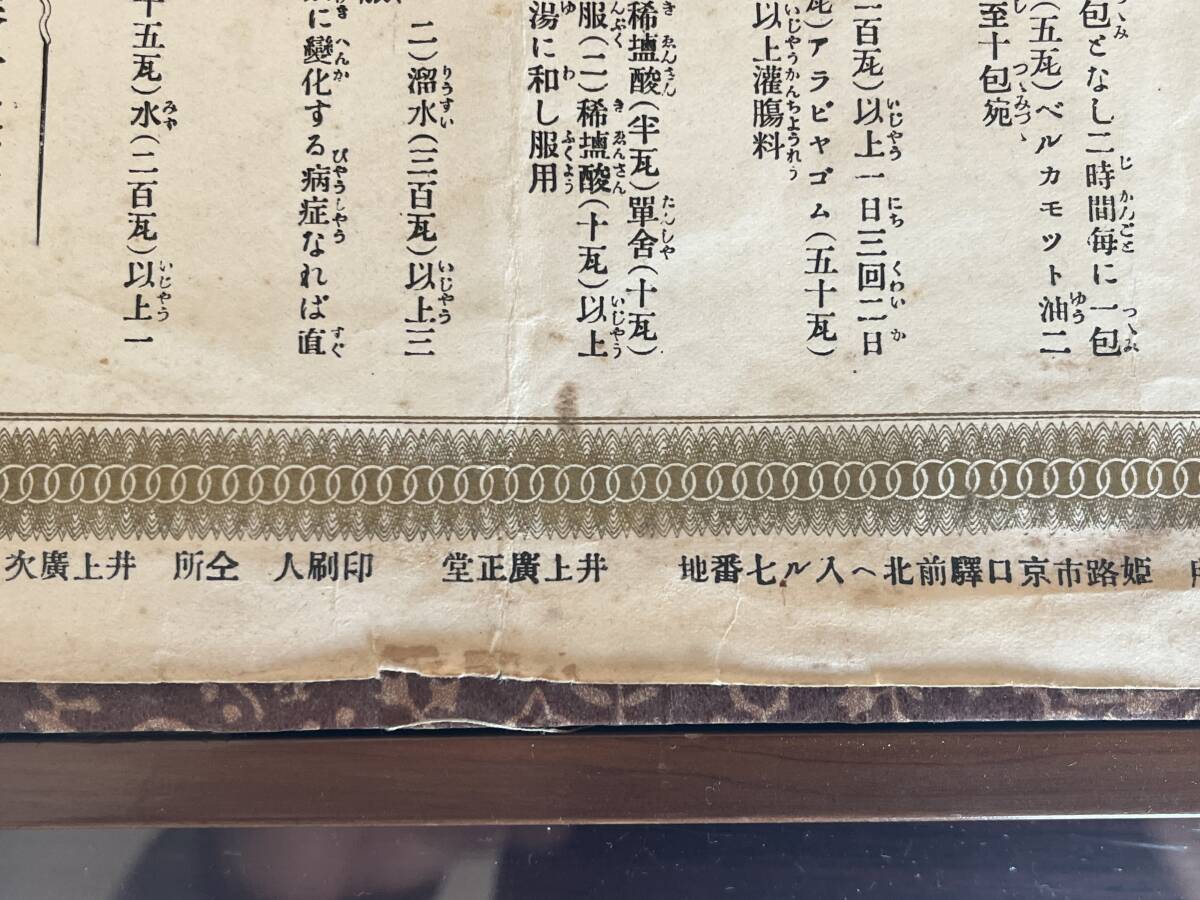 包となし二時間毎に一包
(五瓦)ベルカモツト油二
至十包宛
百瓦)以上一日三回二日
瓦)アラビヤゴム(五十瓦)
以上灌膓料
稀塩酸(半瓦)單舍(十瓦)
服(二)稀塩酸(十瓦)以上
湯に和し服用
二)溜水(三百瓦)以上三
に變化する病症なれば直
十五瓦)水(二百瓦)以上一
姫路市京口驛前北ヘ入ル七番地 井上廣正堂 印刷人 仝所 井上廣次